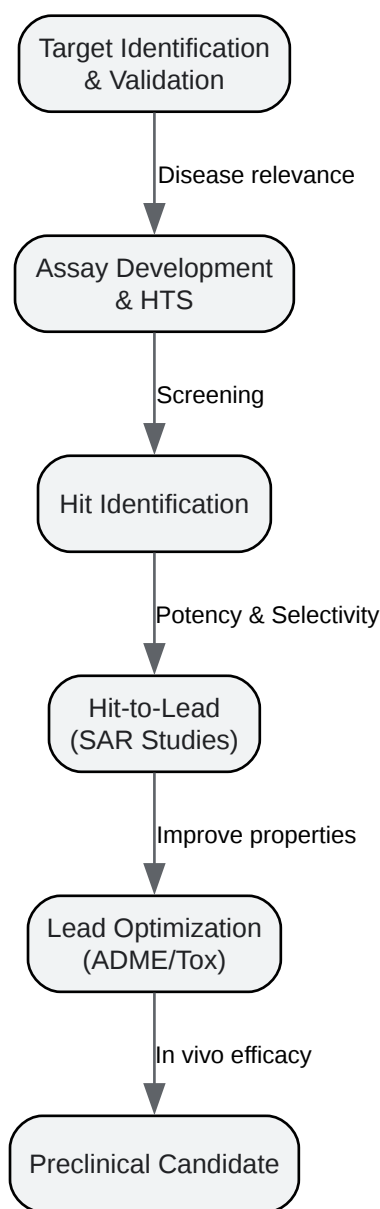 Target Identification
& Validation
Disease relevance
Assay Development
& HTS
Screening
Hit Identification
Potency & Selectivity
Hit-to-Lead
(SAR Studies)
Improve properties
Lead Optimization
(ADME/Tox)
In vivo efficacy
Preclinical Candidate